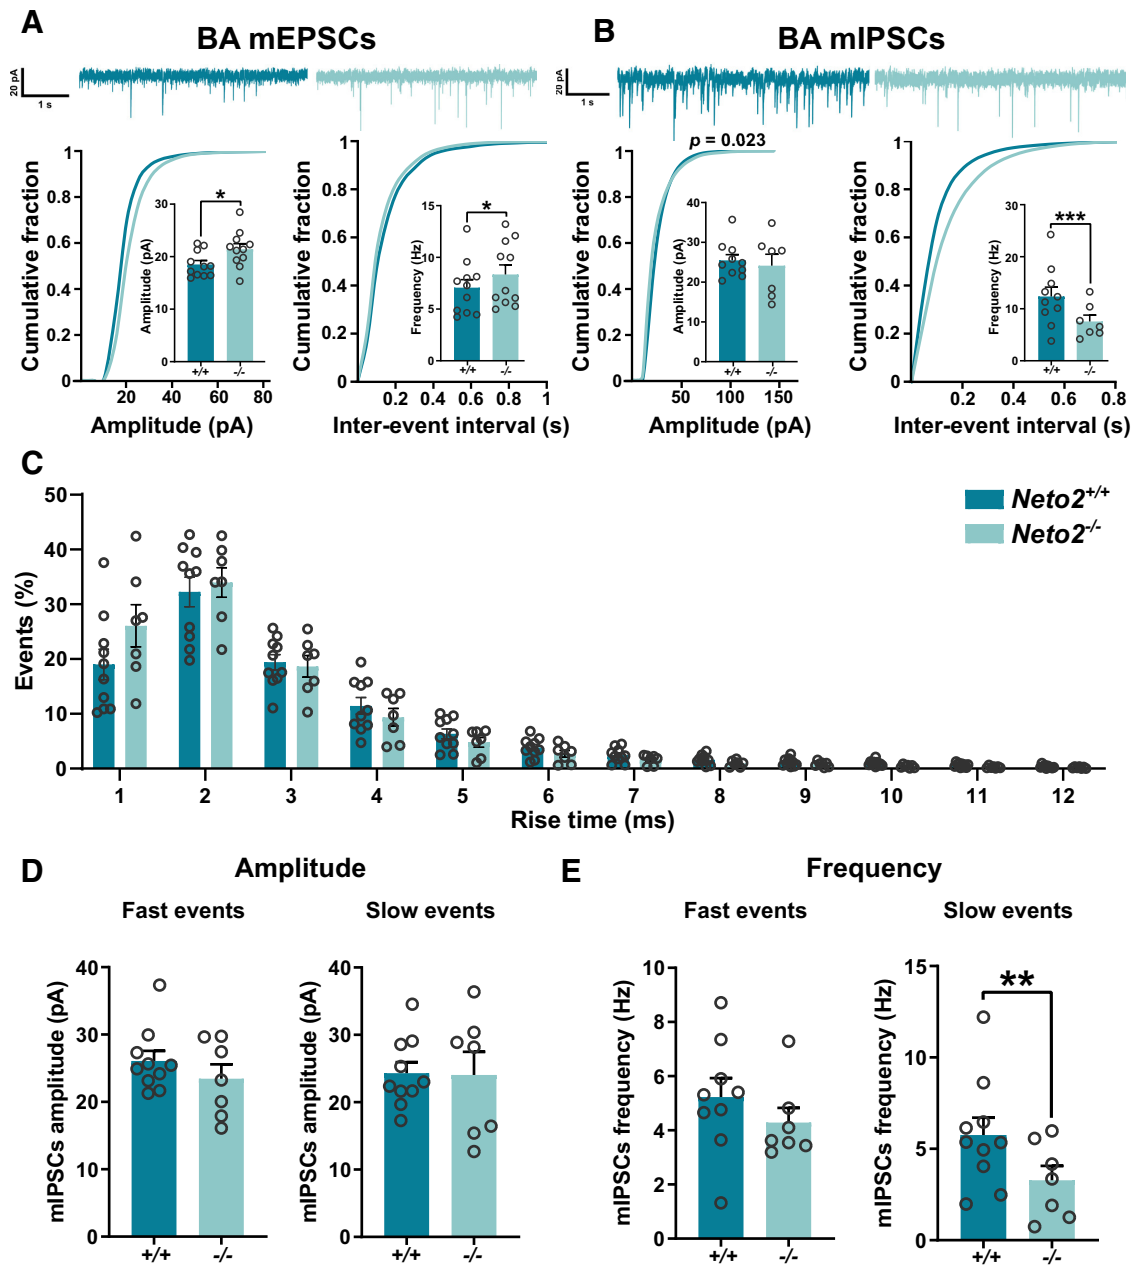 A
BA mEPSCs
B
BA mIPSCs
20 pA
1 s
20 pA
1 s
Cumulative fraction
1
0.8
0.6
0.4
0.2
0
20 40 60 80
Amplitude (pA)
Amplitude (pA)
30
20
10
0
*
+/+ -/-
Cumulative fraction
1
0.8
0.6
0.4
0.2
0
0.2 0.4 0.6 0.8 1
Inter-event interval (s)
Frequency (Hz)
15
10
5
0
*
+/+ -/-
p = 0.023
Cumulative fraction
1
0.8
0.6
0.4
0.2
0
50 100 150
Amplitude (pA)
Amplitude (pA)
40
30
20
10
0
+/+ -/-
Cumulative fraction
1
0.8
0.6
0.4
0.2
0
0.2 0.4 0.6 0.8
Inter-event interval (s)
Frequency (Hz)
30
20
10
0
***
+/+ -/-
C
Events (%)
50
40
30
20
10
0
1 2 3 4 5 6 7 8 9 10 11 12
Rise time (ms)
Neto2+/+
Neto2-/-
D
Amplitude
Fast events
mIPSCs amplitude (pA)
40
30
20
10
0
+/+ -/-
Slow events
mIPSCs amplitude (pA)
40
30
20
10
0
+/+ -/-
E
Frequency
Fast events
mIPSCs frequency (Hz)
10
8
6
4
2
0
+/+ -/-
Slow events
mIPSCs frequency (Hz)
15
10
5
0
**
+/+ -/-